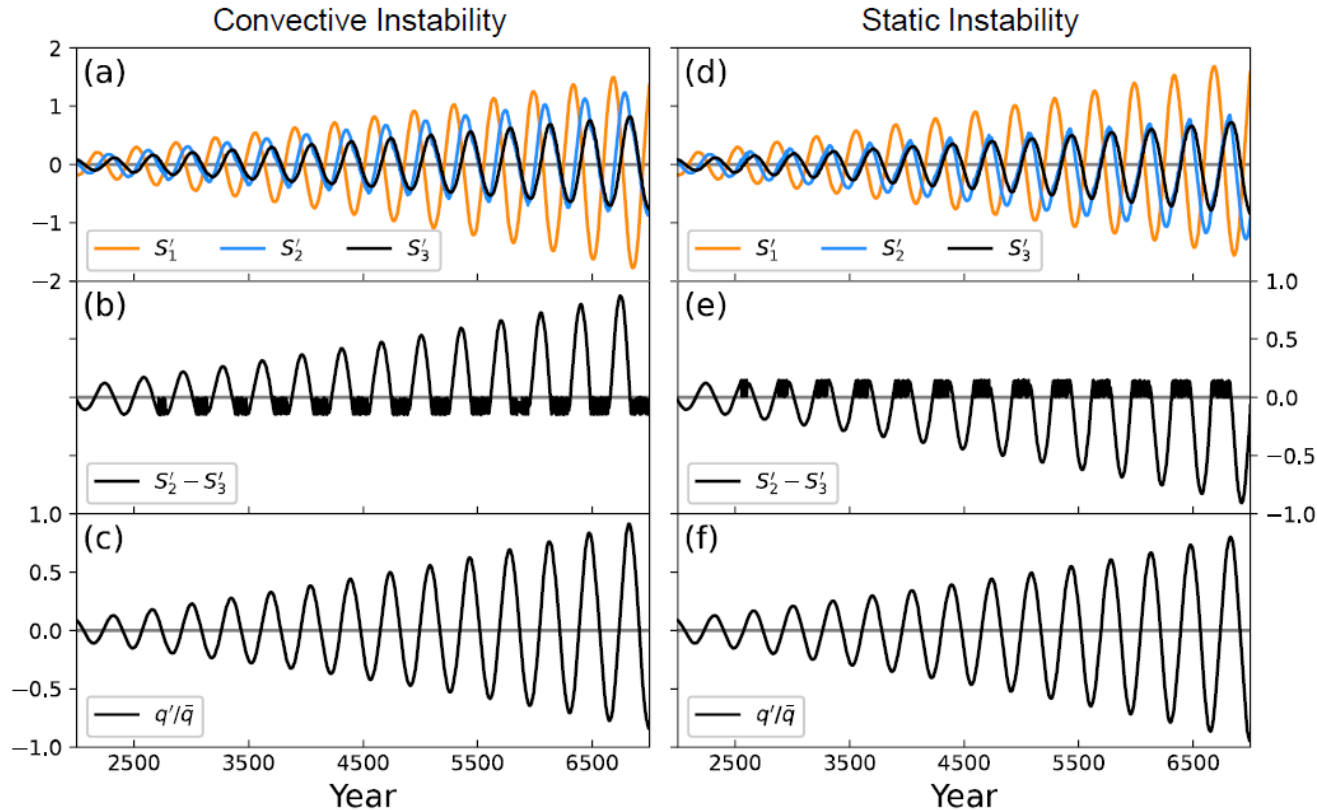 Convective Instability
Static Instability
(a)
(d)
2
1
0
−1
−2
S′₁ S′₂ S′₃
S′₁ S′₂ S′₃
(b)
(e)
1.0
0.5
0.0
−0.5
−1.0
S′₂ − S′₃
S′₂ − S′₃
(c)
(f)
1.0
0.5
0.0
−0.5
−1.0
q′/q̄
q′/q̄
2500 3500 4500 5500 6500
2500 3500 4500 5500 6500
Year
Year